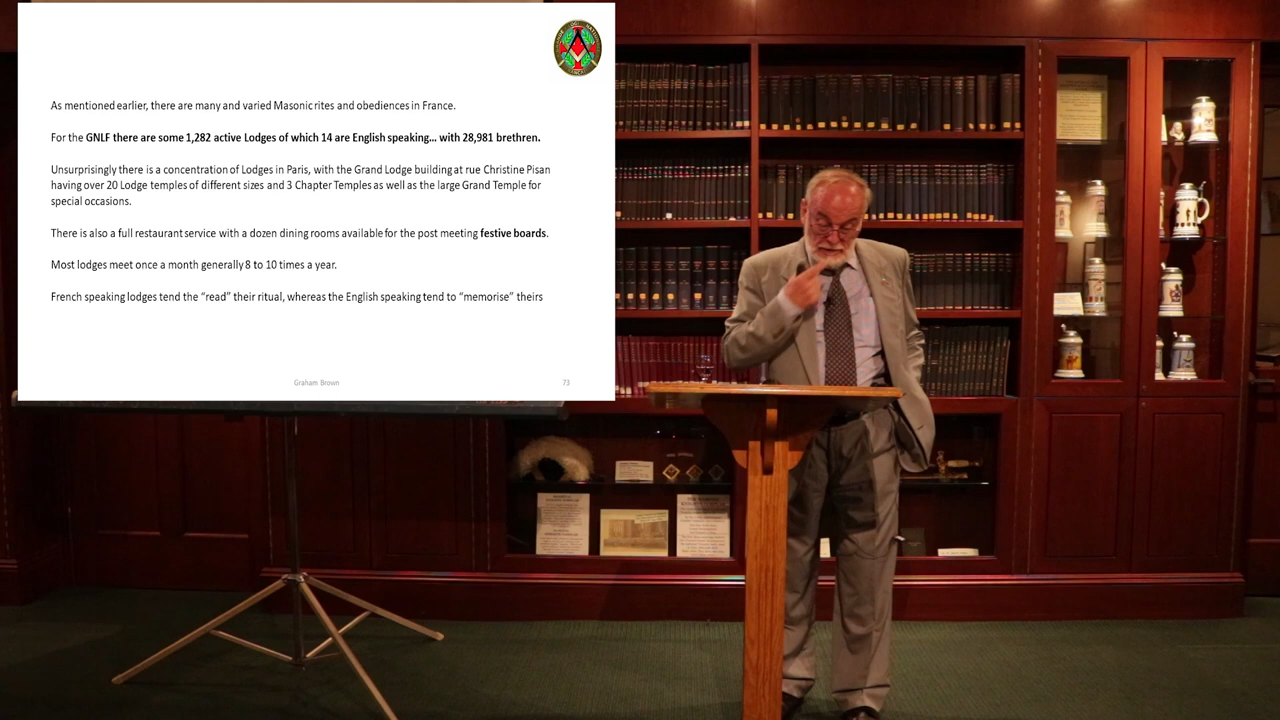 As mentioned earlier, there are many and varied Masonic rites and obediences in France.
For the GNLF there are some 1,282 active Lodges of which 14 are English speaking... with 28,981 brethren.
Unsurprisingly there is a concentration of Lodges in Paris, with the Grand Lodge building at rue Christine Pisan
having over 20 Lodge temples of different sizes and 3 Chapter Temples as well as the large Grand Temple for
special occasions.
There is also a full restaurant service with a dozen dining rooms available for the post meeting festive boards.
Most lodges meet once a month generally 8 to 10 times a year.
French speaking lodges tend the “read” their ritual, whereas the English speaking tend to “memorise” theirs
Graham Brown
73